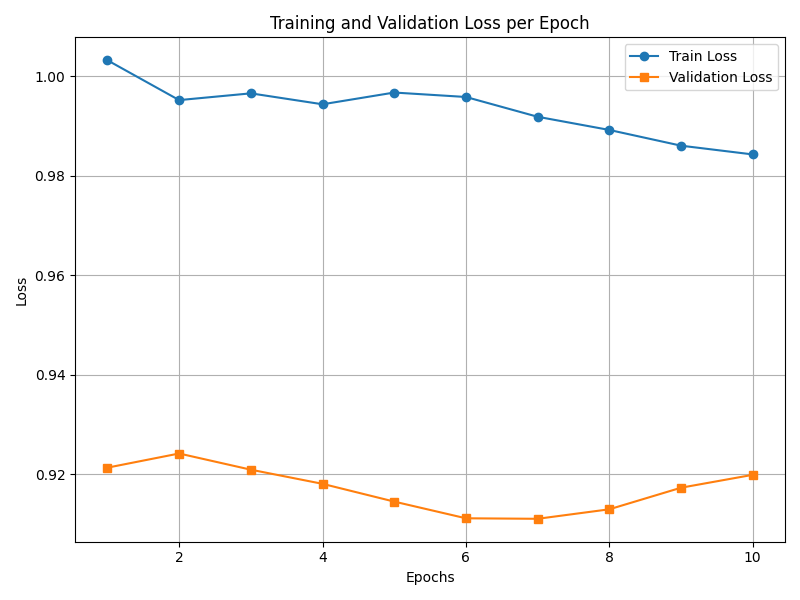 Training and Validation Loss per Epoch
Train Loss
Validation Loss
1.00
0.98
0.96
0.94
0.92
Loss
2 4 6 8 10
Epochs